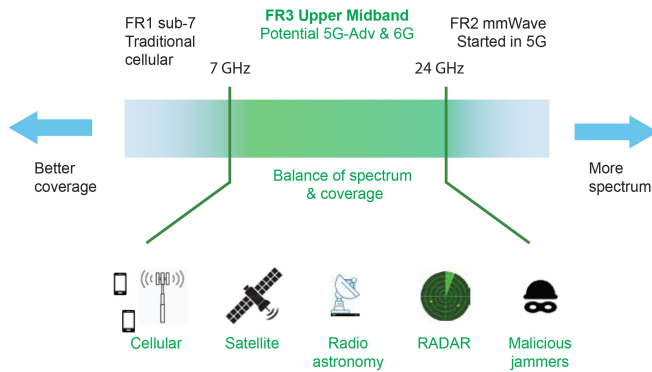 FR1 sub-7
Traditional
cellular
FR3 Upper Midband
Potential 5G-Adv & 6G
FR2 mmWave
Started in 5G
7 GHz
24 GHz
Better
coverage
Balance of spectrum
& coverage
More
spectrum
Cellular
Satellite
Radio
astronomy
RADAR
Malicious
jammers